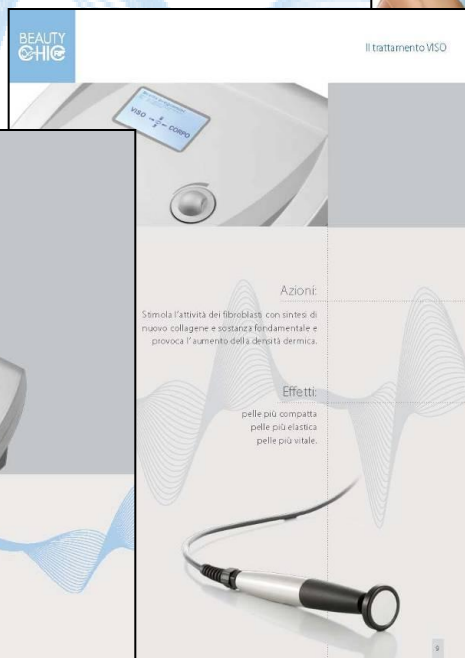 BEAUTY
CHIC
Il trattamento VISO
VISO
CORPO
Azioni:
Stimola l'attività dei fibroblasti con sintesi di
nuovo collagene e sostanza fondamentale e
provoca l' aumento della densità dermica.
Effetti:
pelle più compatta
pelle più elastica
pelle più vitale.
9